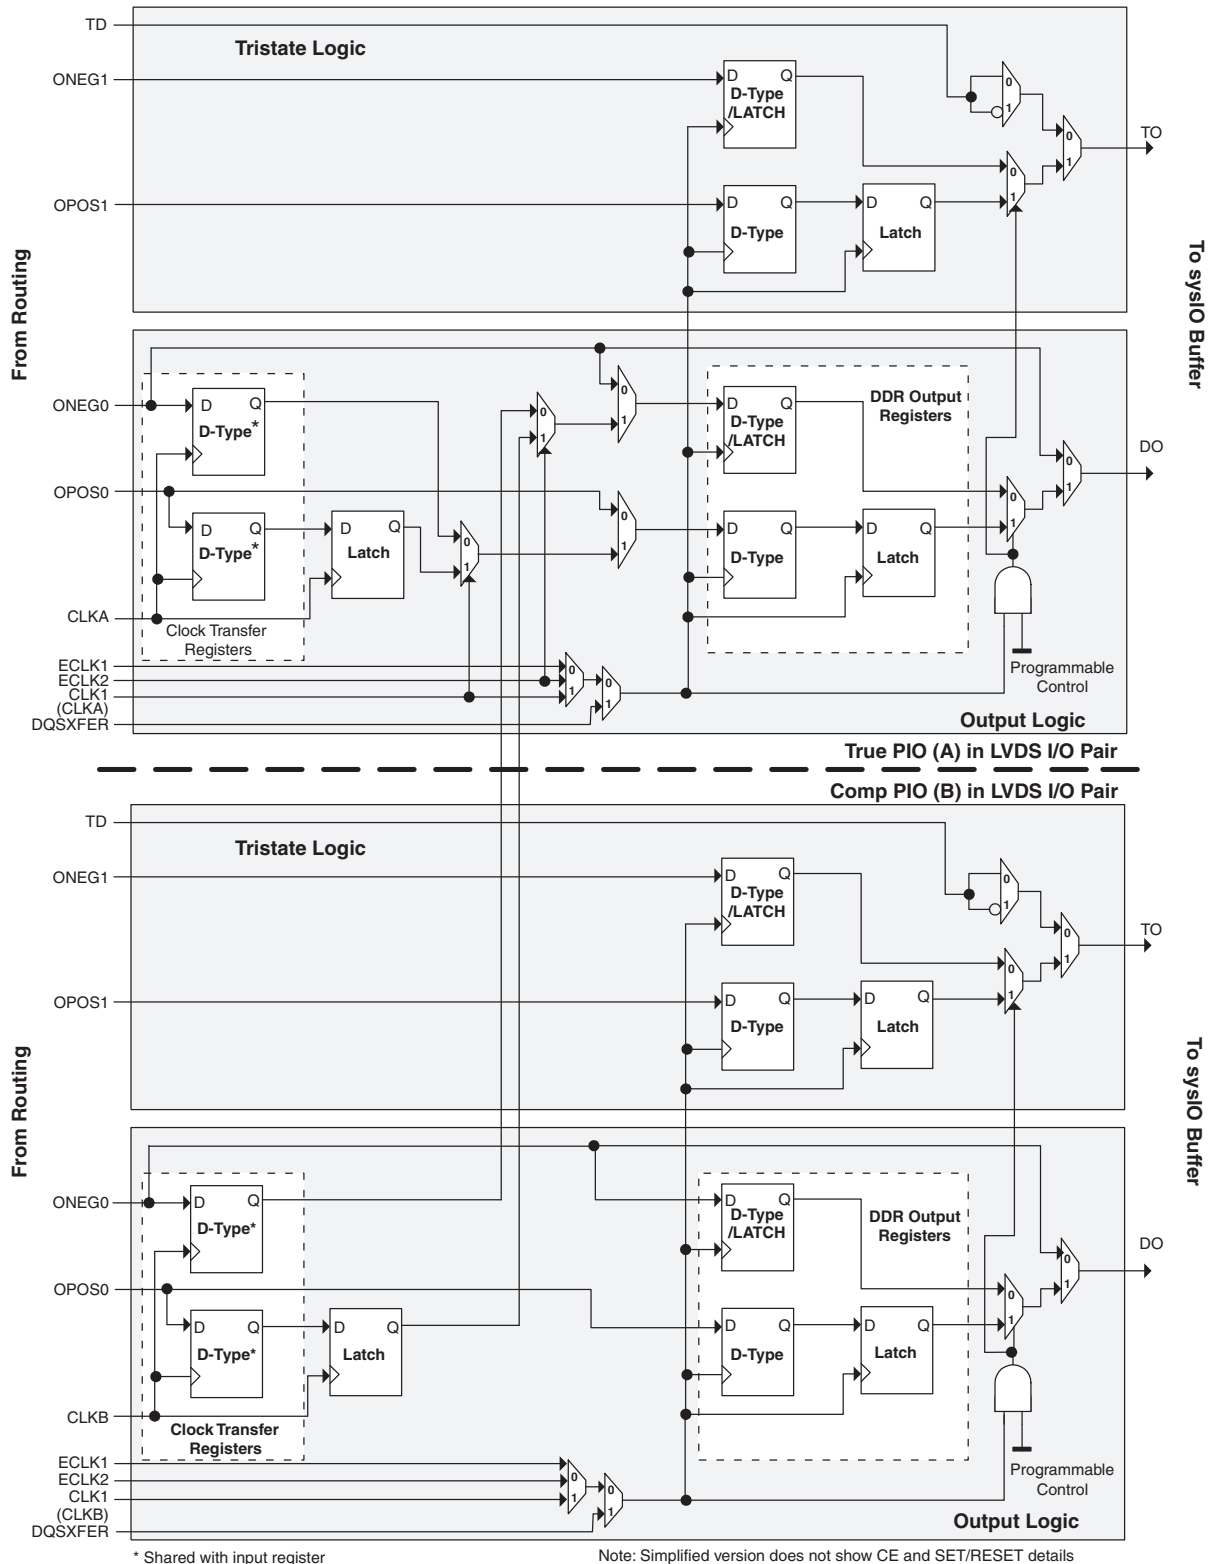 TD
Tristate Logic
ONEG1
D Q
D-Type
/LATCH
0
1
0
1
TO
0
1
OPOS1
D Q
D-Type
D Q
Latch
From Routing
To sysIO Buffer
ONEG0
D Q
D-Type*
0
1
D Q
D-Type
/LATCH
DDR Output
Registers
0
1
DO
OPOS0
D Q
D-Type*
D Q
Latch
0
1
D Q
D-Type
D Q
Latch
0
1
CLKA
Clock Transfer
Registers
ECLK1
ECLK2
CLK1
(CLKA)
DQSXFER
0
1
0
1
Programmable
Control
Output Logic
True PIO (A) in LVDS I/O Pair
Comp PIO (B) in LVDS I/O Pair
TD
Tristate Logic
ONEG1
D Q
D-Type
/LATCH
0
1
0
1
TO
0
1
OPOS1
D Q
D-Type
D Q
Latch
From Routing
To sysIO Buffer
ONEG0
D Q
D-Type*
D Q
D-Type
/LATCH
DDR Output
Registers
0
1
DO
OPOS0
D Q
D-Type*
D Q
Latch
D Q
D-Type
D Q
Latch
0
1
CLKB
Clock Transfer
Registers
ECLK1
ECLK2
CLK1
(CLKB)
DQSXFER
0
1
0
1
Programmable
Control
Output Logic
* Shared with input register
Note: Simplified version does not show CE and SET/RESET details